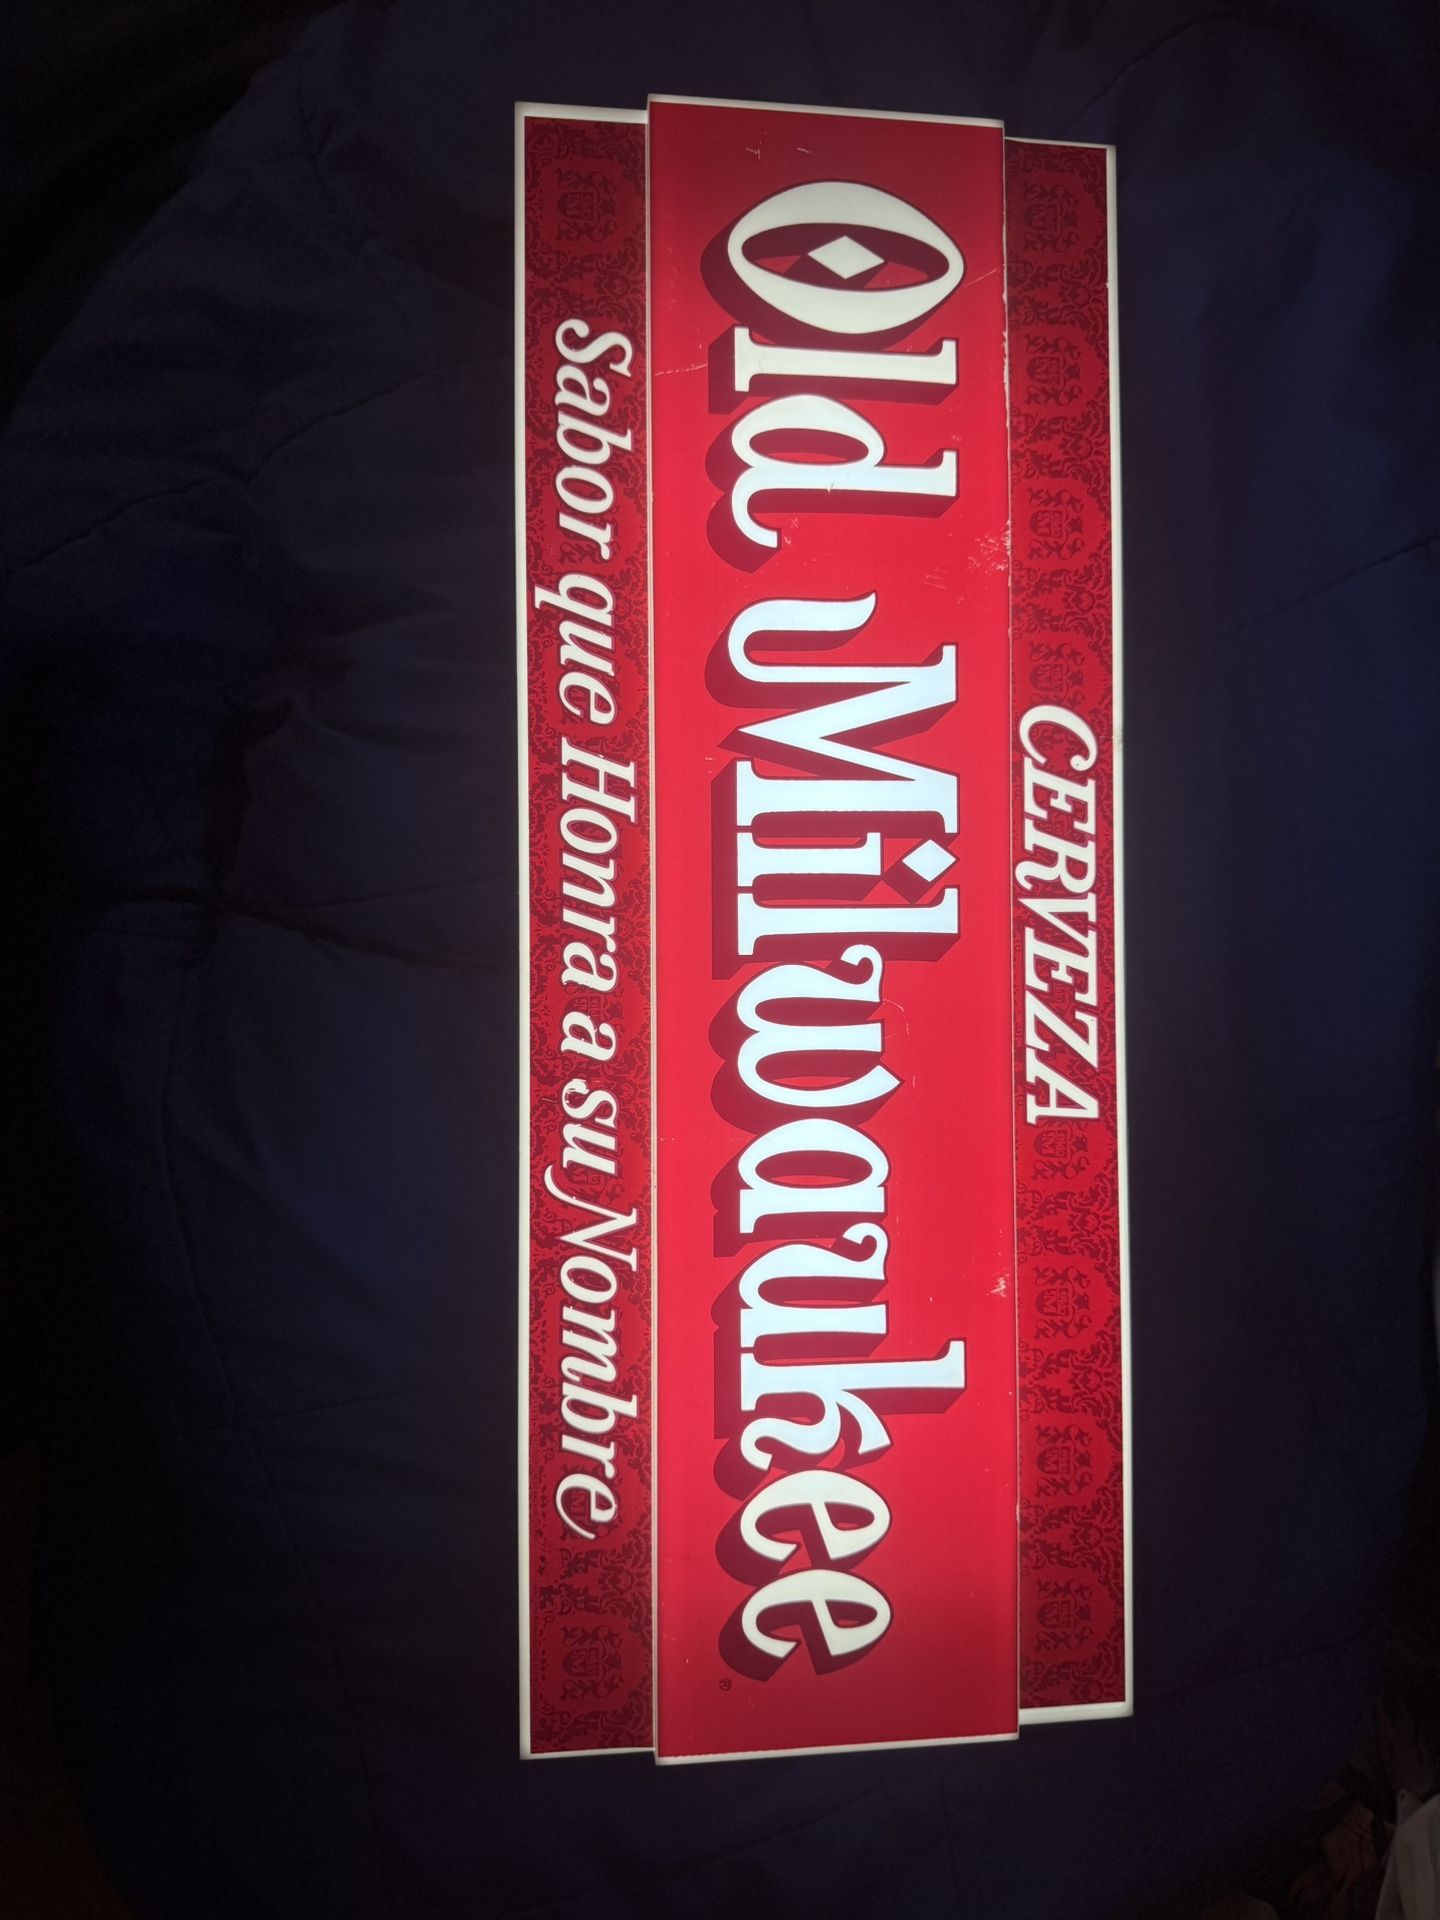 CERVEZA
Old Milwaukee ®
Sabor que Honra a su Nombre